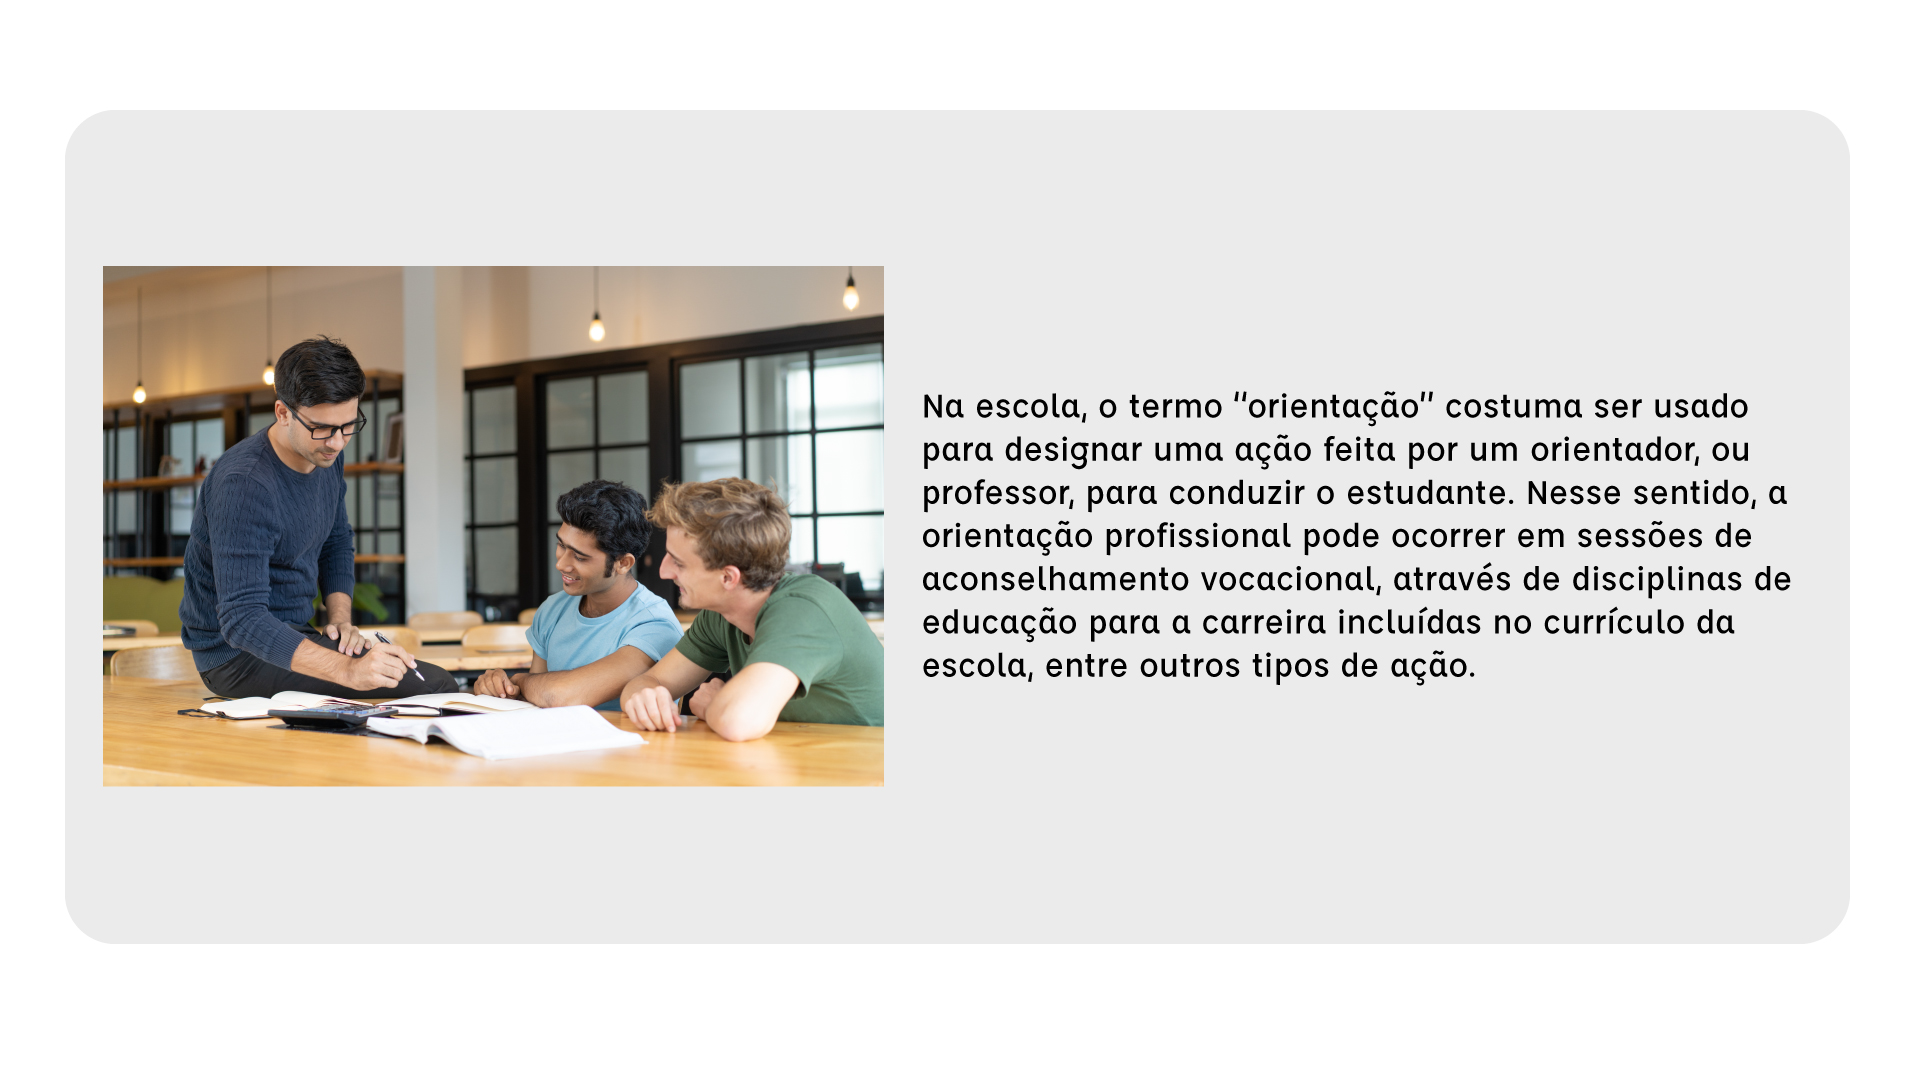 Na escola, o termo “orientação” costuma ser usado
para designar uma ação feita por um orientador, ou
professor, para conduzir o estudante. Nesse sentido, a
orientação profissional pode ocorrer em sessões de
aconselhamento vocacional, através de disciplinas de
educação para a carreira incluídas no currículo da
escola, entre outros tipos de ação.